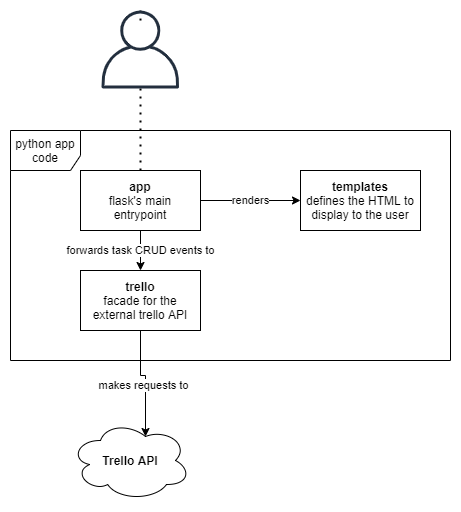 python app
code
app
flask's main
entrypoint
renders
templates
defines the HTML to
display to the user
forwards task CRUD events to
trello
facade for the
external trello API
makes requests to
Trello API